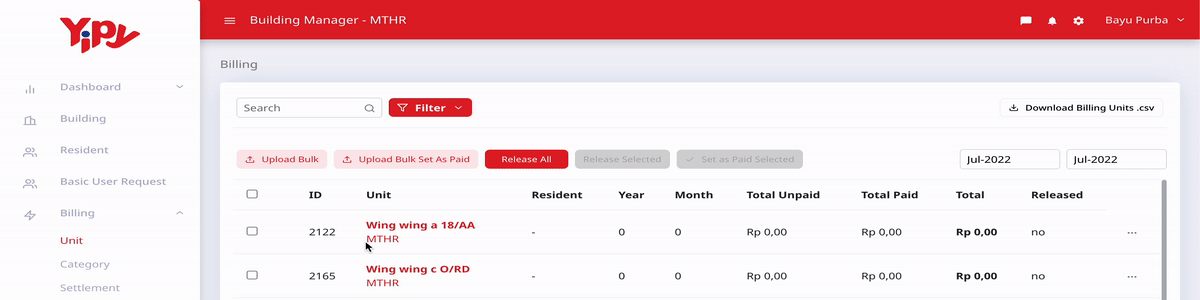 Yipy
Building Manager - MTHR
Bayu Purba
Dashboard
Building
Resident
Basic User Request
Billing
Unit
Category
Settlement
Billing
Search
Filter
Download Billing Units .csv
Upload Bulk
Upload Bulk Set As Paid
Release All
Release Selected
Set as Paid Selected
Jul-2022
Jul-2022
ID Unit Resident Year Month Total Unpaid Total Paid Total Released
2122 Wing wing a 18/AA - 0 0 Rp 0,00 Rp 0,00 Rp 0,00 no ...
MTHR
2165 Wing wing c O/RD - 0 0 Rp 0,00 Rp 0,00 Rp 0,00 no ...
MTHR